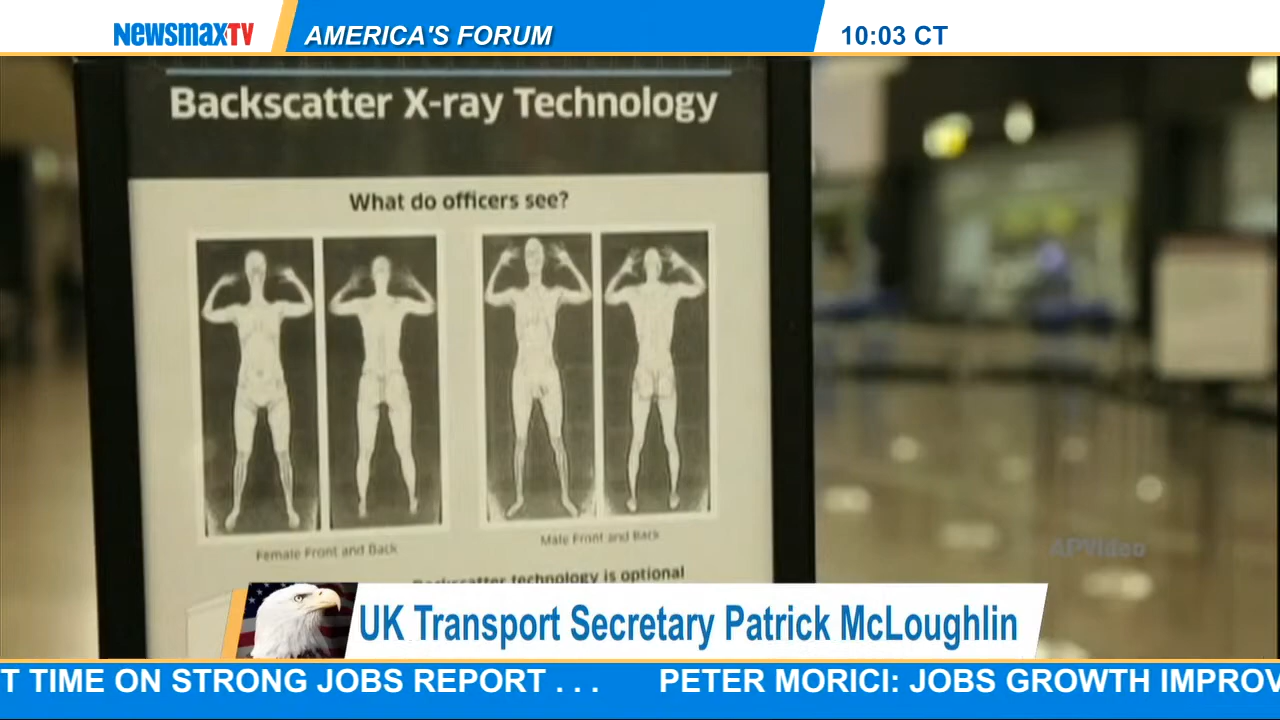 NEWSMAXTV
AMERICA'S FORUM
10:03 CT
Backscatter X-ray Technology
What do officers see?
Female Front and Back
Male Front and Back
Backscatter technology is optional
APVideo
UK Transport Secretary Patrick McLoughlin
T TIME ON STRONG JOBS REPORT . . . PETER MORICI: JOBS GROWTH IMPROV